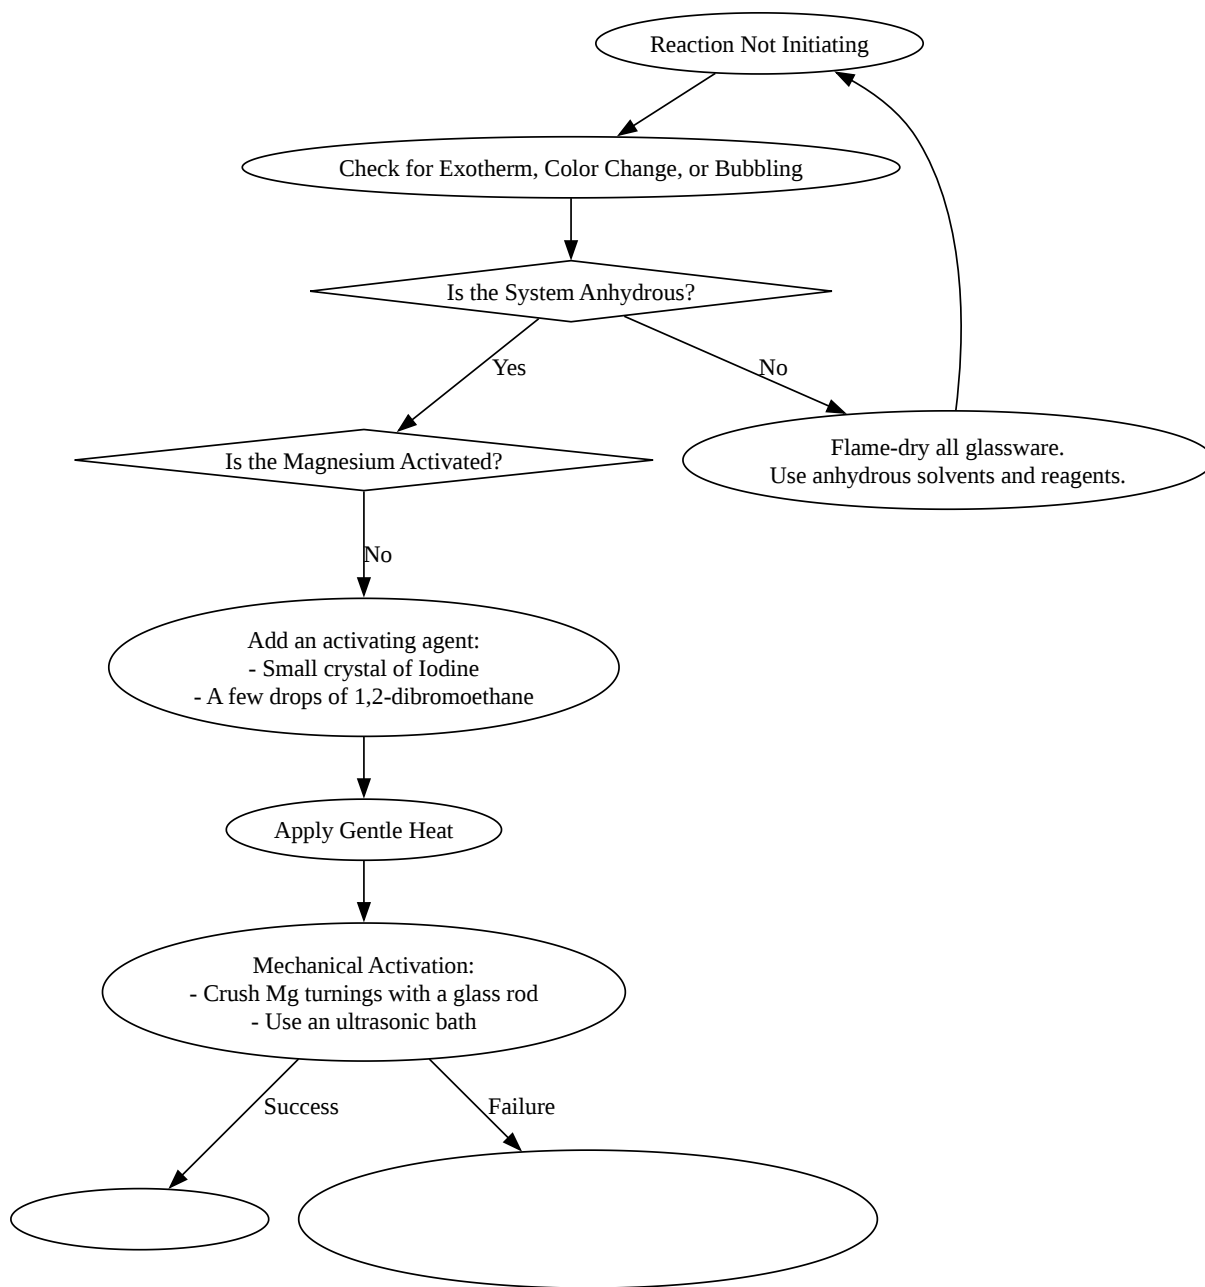 Reaction Not Initiating
Check for Exotherm, Color Change, or Bubbling
Is the System Anhydrous?
Yes
No
Is the Magnesium Activated?
Flame-dry all glassware.
Use anhydrous solvents and reagents.
No
Add an activating agent:
- Small crystal of Iodine
- A few drops of 1,2-dibromoethane
Apply Gentle Heat
Mechanical Activation:
- Crush Mg turnings with a glass rod
- Use an ultrasonic bath
Success
Failure